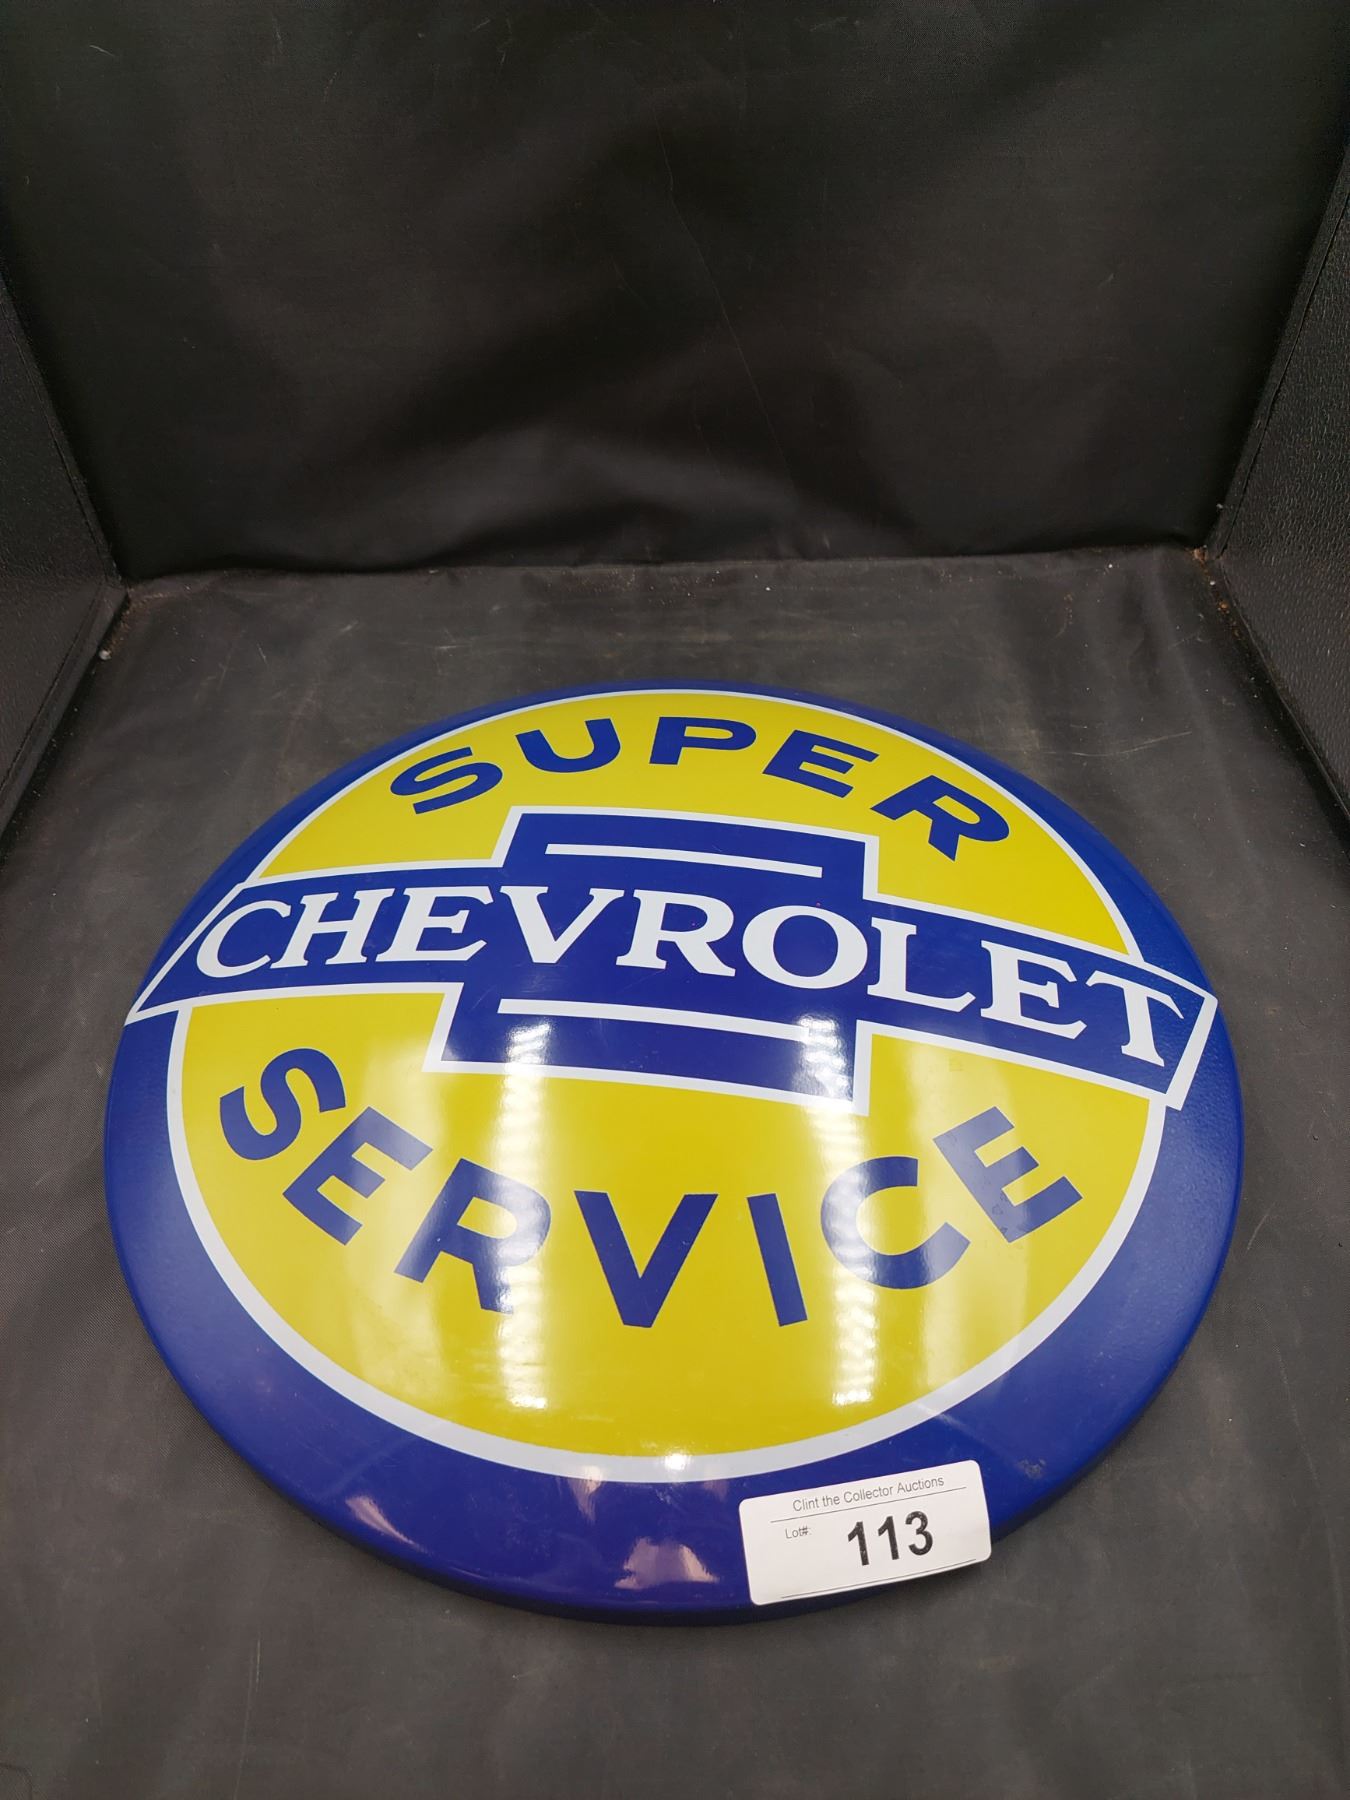 SUPER
CHEVROLET
SERVICE
Clint the Collector Auctions
Lot#: 113